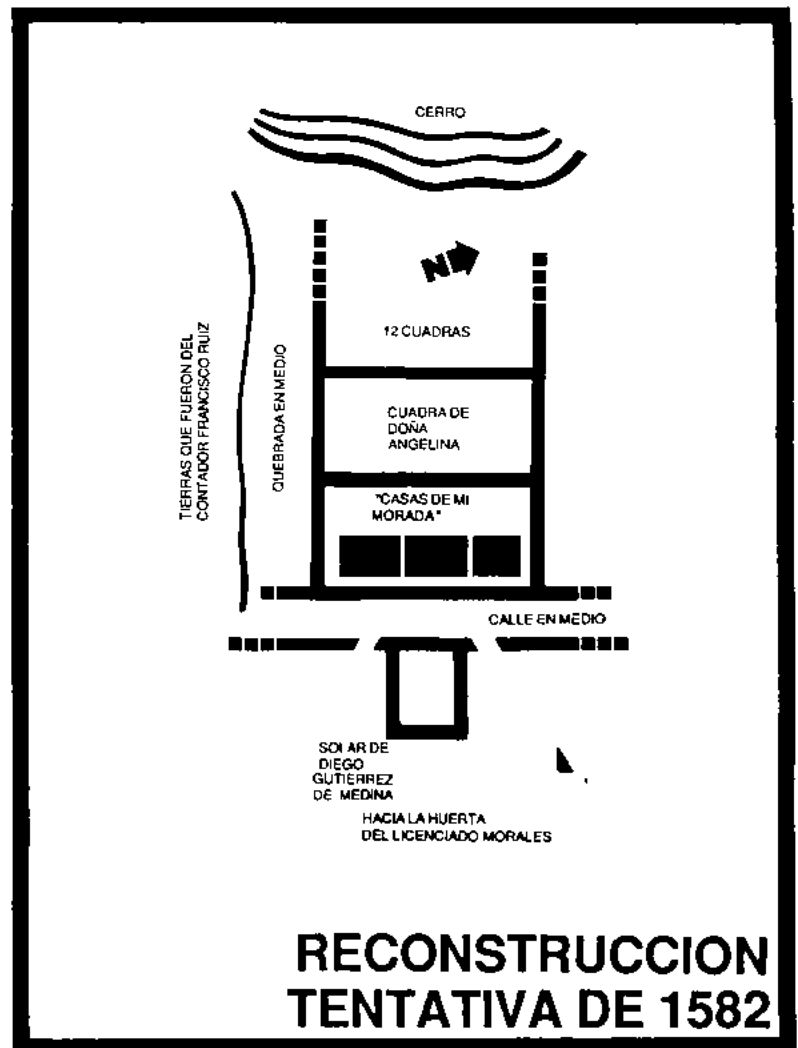 CERRO
N
12 CUADRAS
TIERRAS QUE FUERON DEL
CONTADOR FRANCISCO RUIZ
QUEBRADA EN MEDIO
CUADRA DE
DOÑA
ANGELINA
"CASAS DE MI
MORADA"
CALLE EN MEDIO
SOLAR DE
DIEGO
GUTIERREZ
DE MEDINA
HACIA LA HUERTA
DEL LICENCIADO MORALES
RECONSTRUCCION
TENTATIVA DE 1582